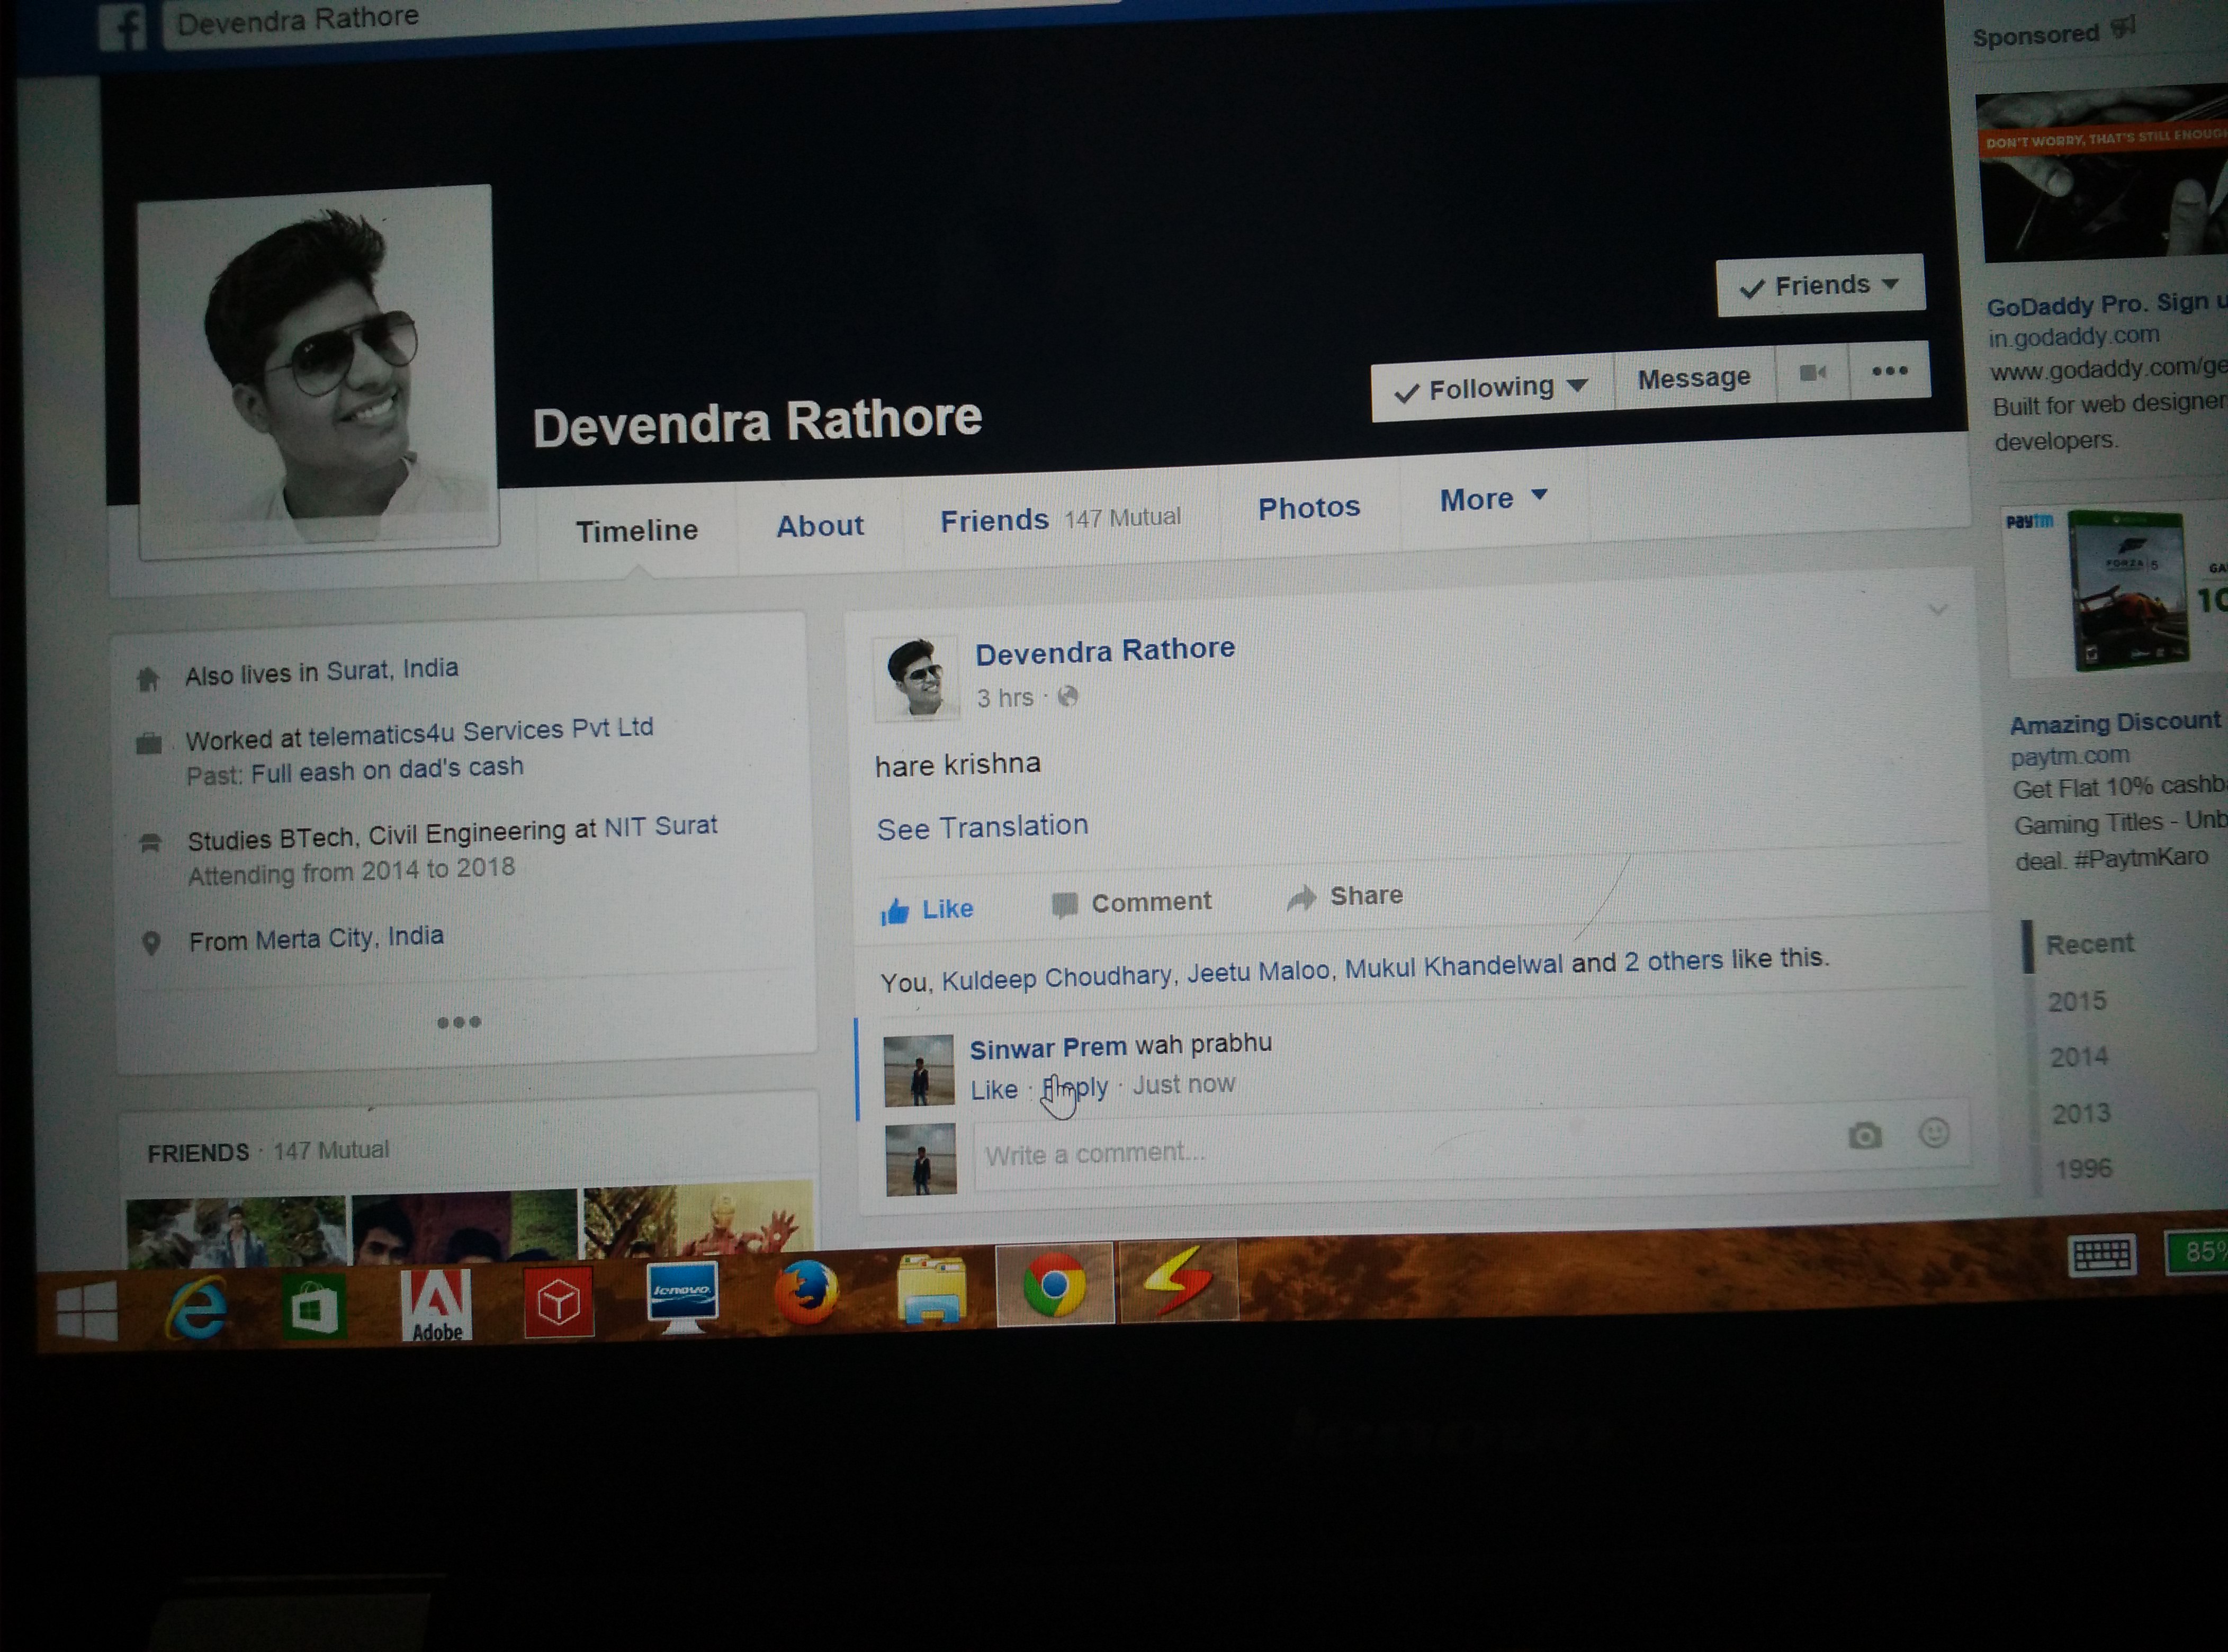 Devendra Rathore
Devendra Rathore
Friends
Following
Message
Timeline
About
Friends 147 Mutual
Photos
More
Also lives in Surat, India
Worked at telematics4u Services Pvt Ltd
Past: Full eash on dad's cash
Studies BTech, Civil Engineering at NIT Surat
Attending from 2014 to 2018
From Merta City, India
FRIENDS · 147 Mutual
Devendra Rathore
3 hrs ·
hare krishna
See Translation
Like
Comment
Share
You, Kuldeep Choudhary, Jeetu Maloo, Mukul Khandelwal and 2 others like this.
Sinwar Prem wah prabhu
Like · Reply · Just now
Write a comment...
Sponsored
DON'T WORRY, THAT'S STILL ENOUGH
GoDaddy Pro. Sign
in.godaddy.com
www.godaddy.com/ge
Built for web designer
developers.
paytm
FORZA 5
GA
10
Amazing Discount
paytm.com
Get Flat 10% cashb
Gaming Titles - Unb
deal. #PaytmKaro
Recent
2015
2014
2013
1996
Adobe
lenovo
85%